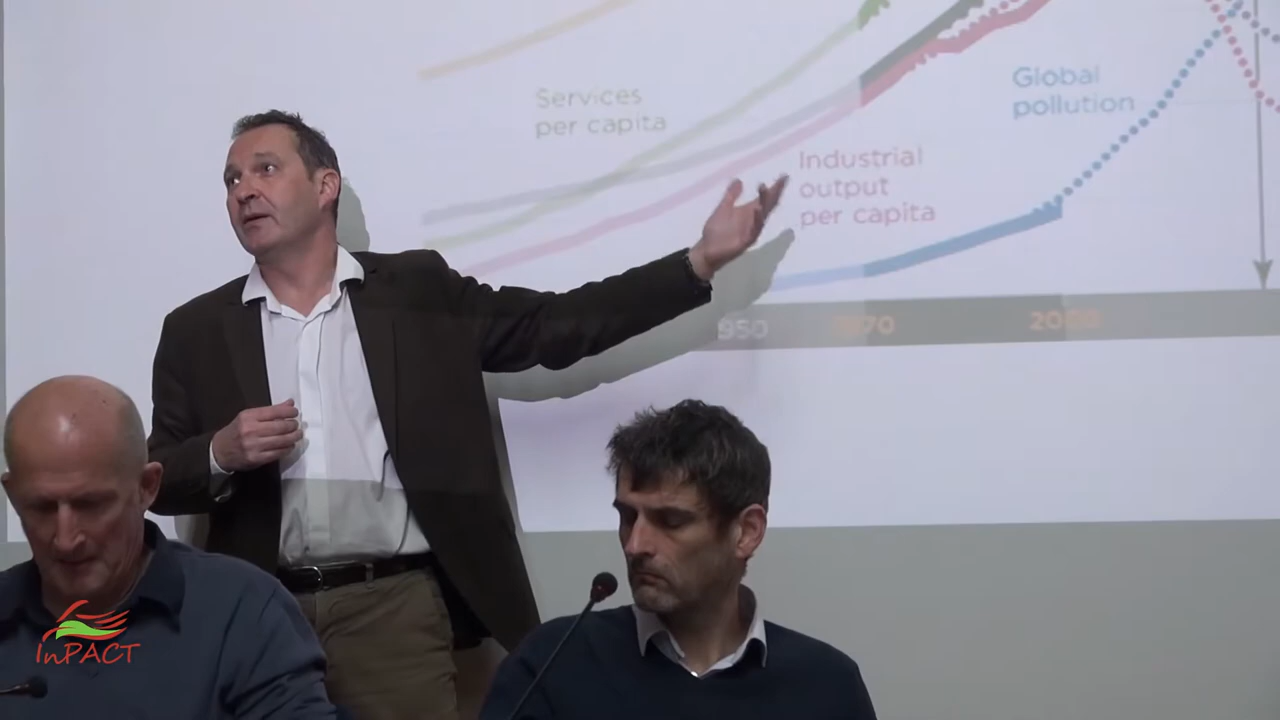 Services
per capita
Global
pollution
Industrial
output
per capita
InPACT